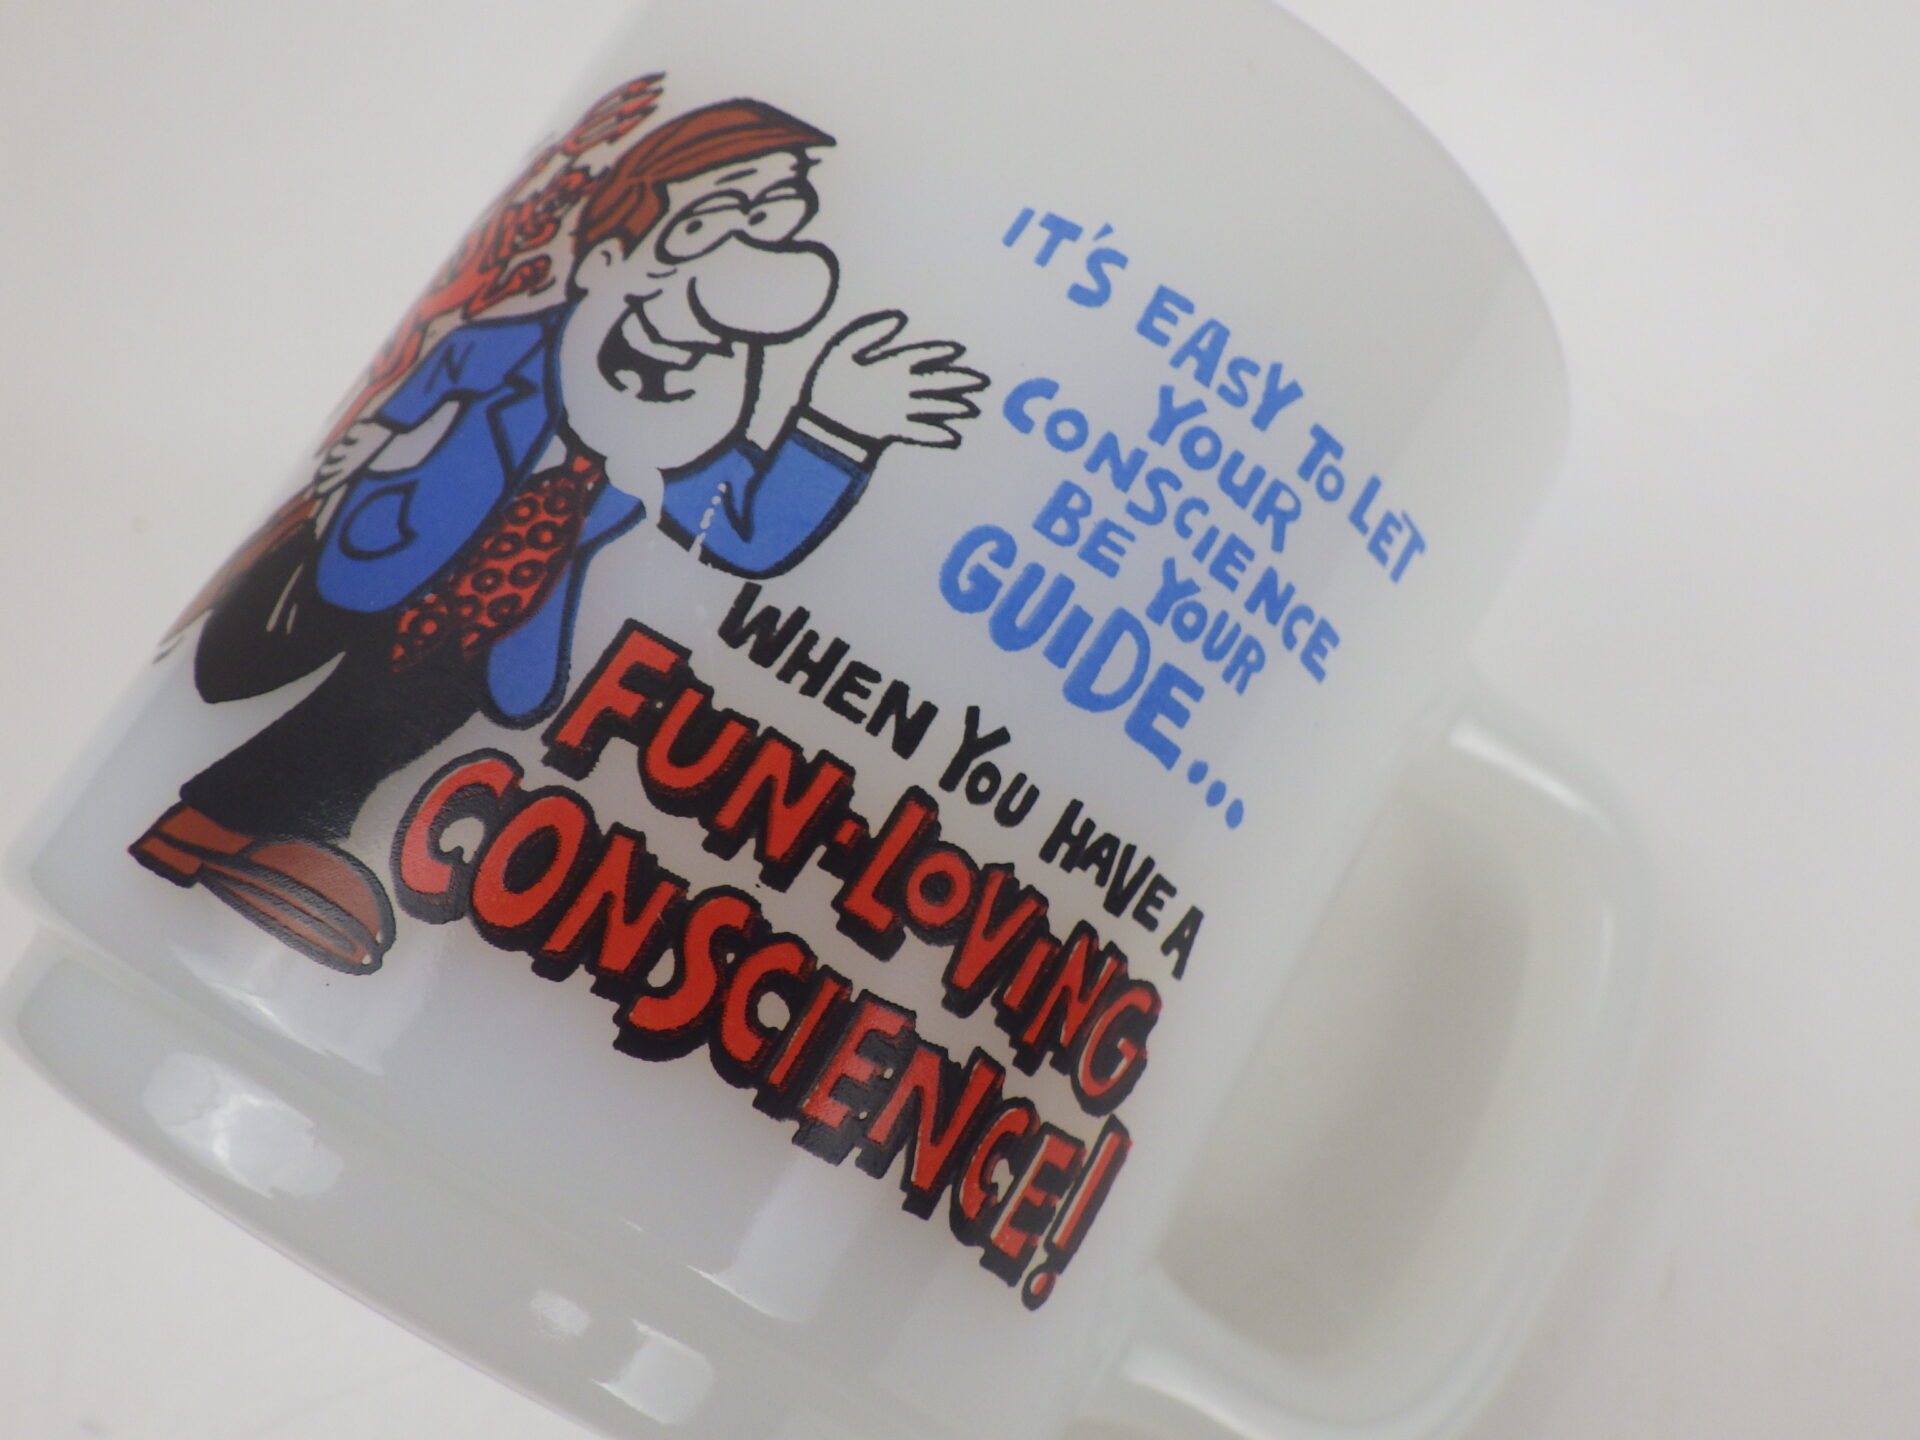 IT'S EASY TO LET
YOUR
CONSCIENCE
BE YOUR
GUIDE...
WHEN YOU HAVE A
FUN-LOVING
CONSCIENCE!